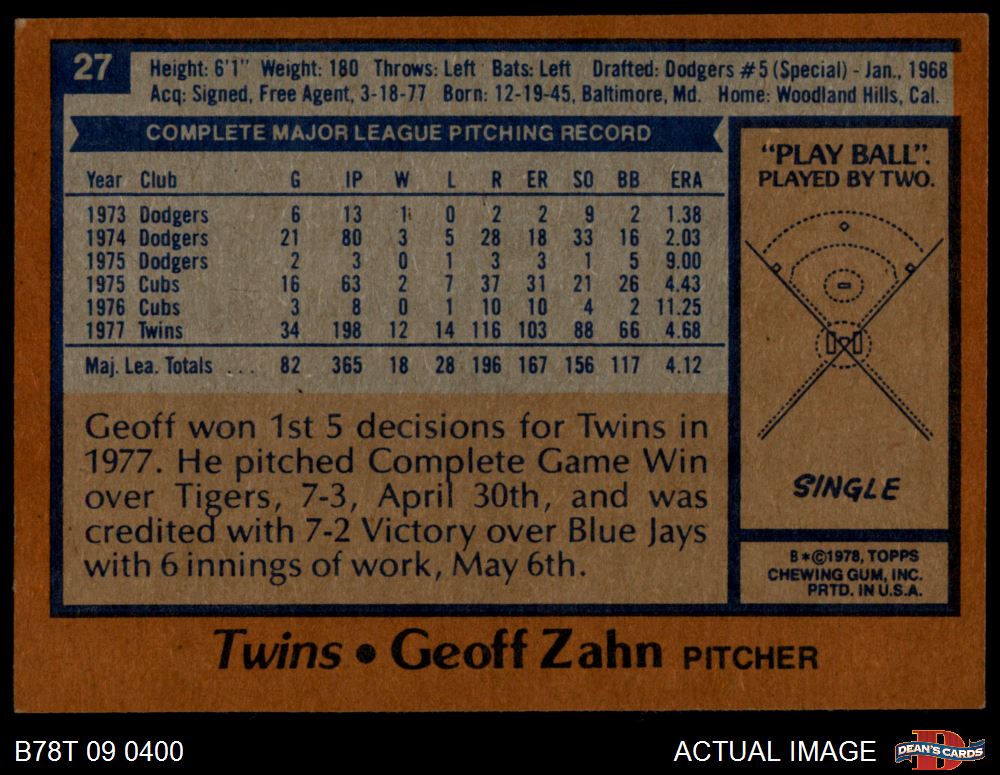 27
Height: 6'1" Weight: 180 Throws: Left Bats: Left Drafted: Dodgers #5 (Special) - Jan., 1968
Acq: Signed, Free Agent, 3-18-77 Born: 12-19-45, Baltimore, Md. Home: Woodland Hills, Cal.
COMPLETE MAJOR LEAGUE PITCHING RECORD
Year Club G IP W L R ER SO BB ERA
1973 Dodgers 6 13 1 0 2 2 9 2 1.38
1974 Dodgers 21 80 3 5 28 18 33 16 2.03
1975 Dodgers 2 3 0 1 3 3 1 5 9.00
1975 Cubs 16 63 2 7 37 31 21 26 4.43
1976 Cubs 3 8 0 1 10 10 4 2 11.25
1977 Twins 34 198 12 14 116 103 88 66 4.68
Maj. Lea. Totals ... 82 365 18 28 196 167 156 117 4.12
Geoff won 1st 5 decisions for Twins in
1977. He pitched Complete Game Win
over Tigers, 7-3, April 30th, and was
credited with 7-2 Victory over Blue Jays
with 6 innings of work, May 6th.
"PLAY BALL".
PLAYED BY TWO.
SINGLE
B*©1978, TOPPS
CHEWING GUM, INC.
PRTD. IN U.S.A.
Twins • Geoff Zahn PITCHER
B78T 09 0400
ACTUAL IMAGE
DEAN'S CARDS